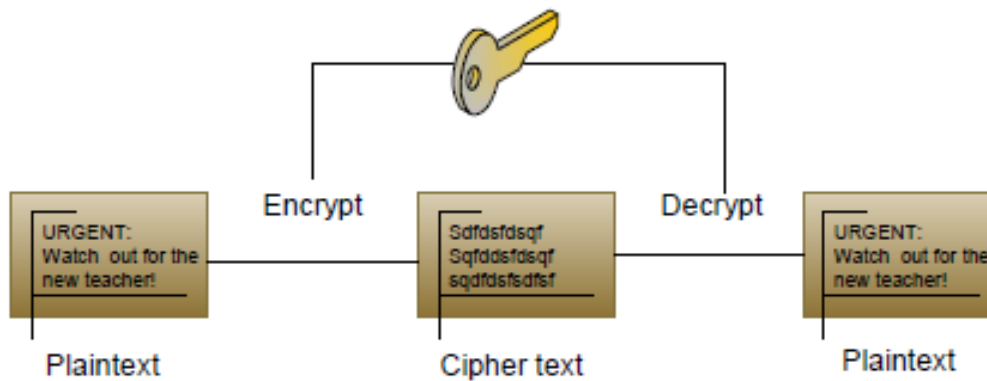 Encrypt
Decrypt
URGENT:
Watch out for the
new teacher!
Sdfdsfdsqf
Sqfddsfdsqf
sqdfdsfsdfsf
URGENT:
Watch out for the
new teacher!
Plaintext
Cipher text
Plaintext